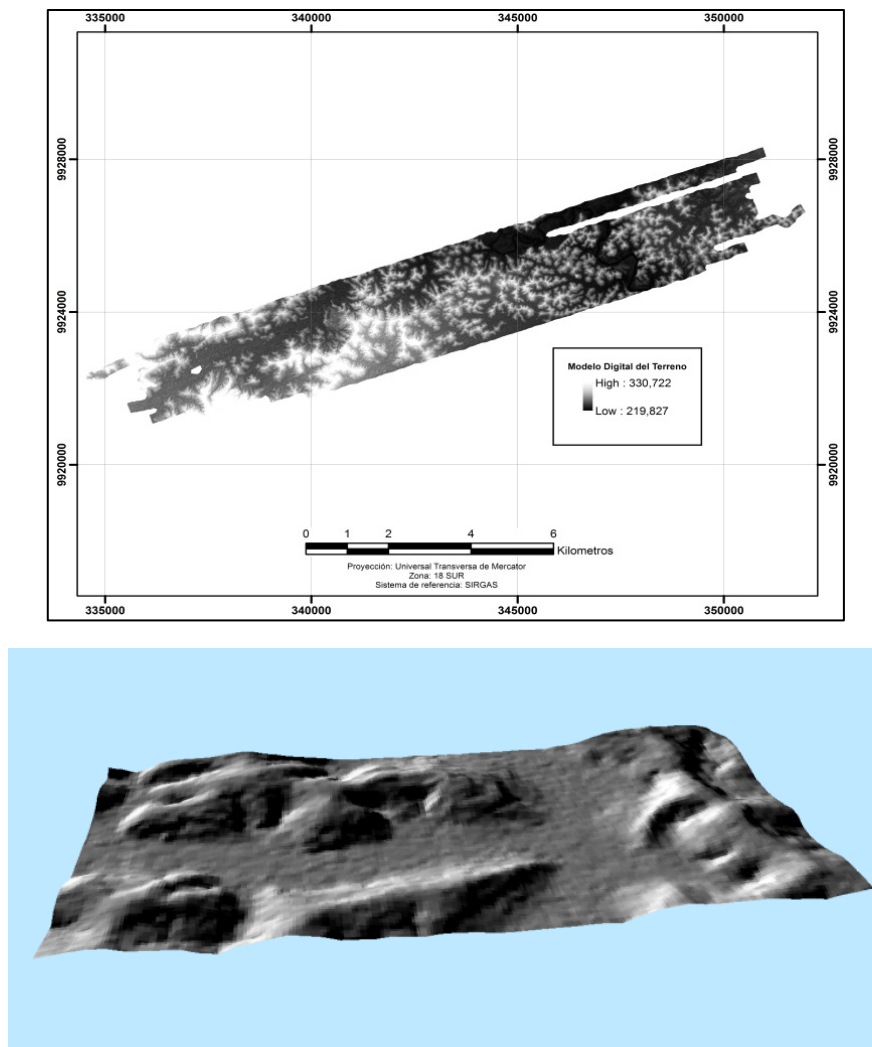 335000 340000 345000 350000
9928000 9928000
9924000 9924000
9920000 9920000
Modelo Digital del Terreno
High : 330,722
Low : 219,827
0 1 2 4 6
Kilometros
Proyección: Universal Transversa de Mercator
Zona: 18 SUR
Sistema de referencia: SIRGAS
335000 340000 345000 350000